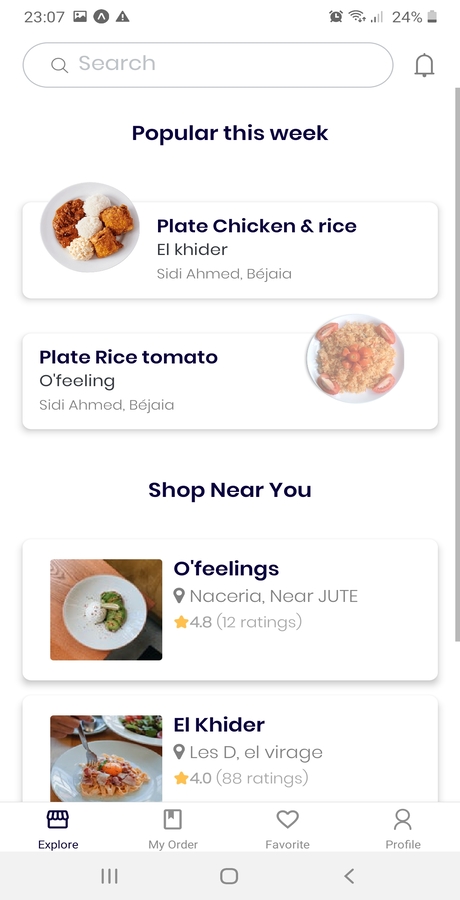 23:07 24%
Search
Popular this week
Plate Chicken & rice
El khider
Sidi Ahmed, Béjaia
Plate Rice tomato
O'feeling
Sidi Ahmed, Béjaia
Shop Near You
O'feelings
Naceria, Near JUTE
4.8 (12 ratings)
El Khider
Les D, el virage
4.0 (88 ratings)
Explore My Order Favorite Profile